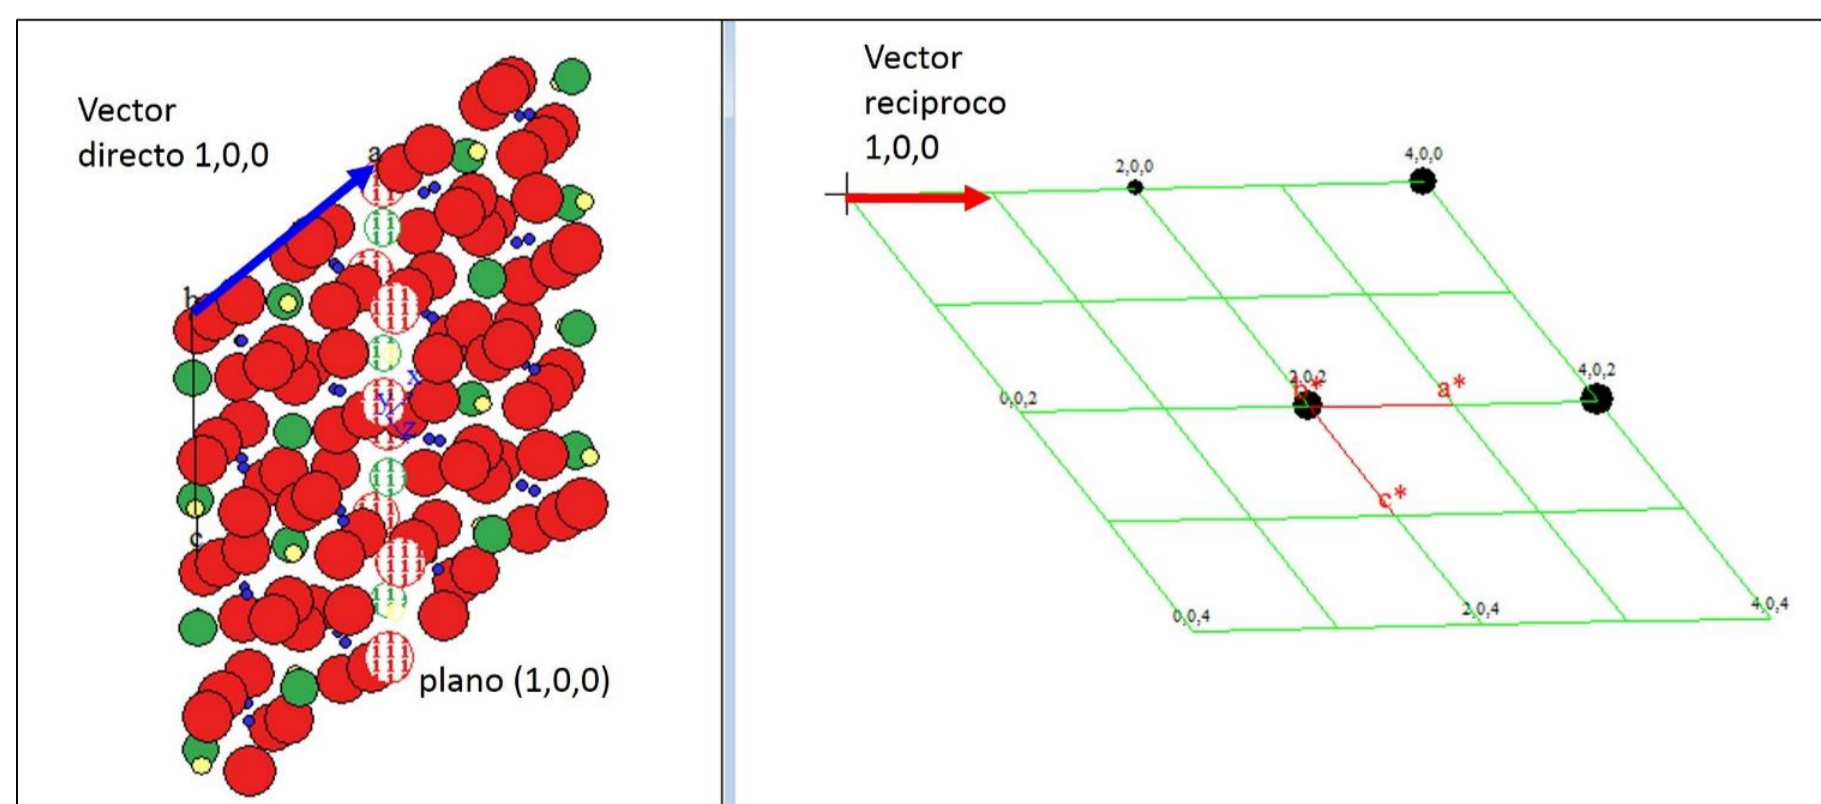 Vector
directo 1,0,0
a
b
x
y
z
c
plano (1,0,0)
Vector
reciproco
1,0,0
2,0,0
4,0,0
0,0,2
2,0,2
b*
a*
4,0,2
c*
0,0,4
2,0,4
4,0,4